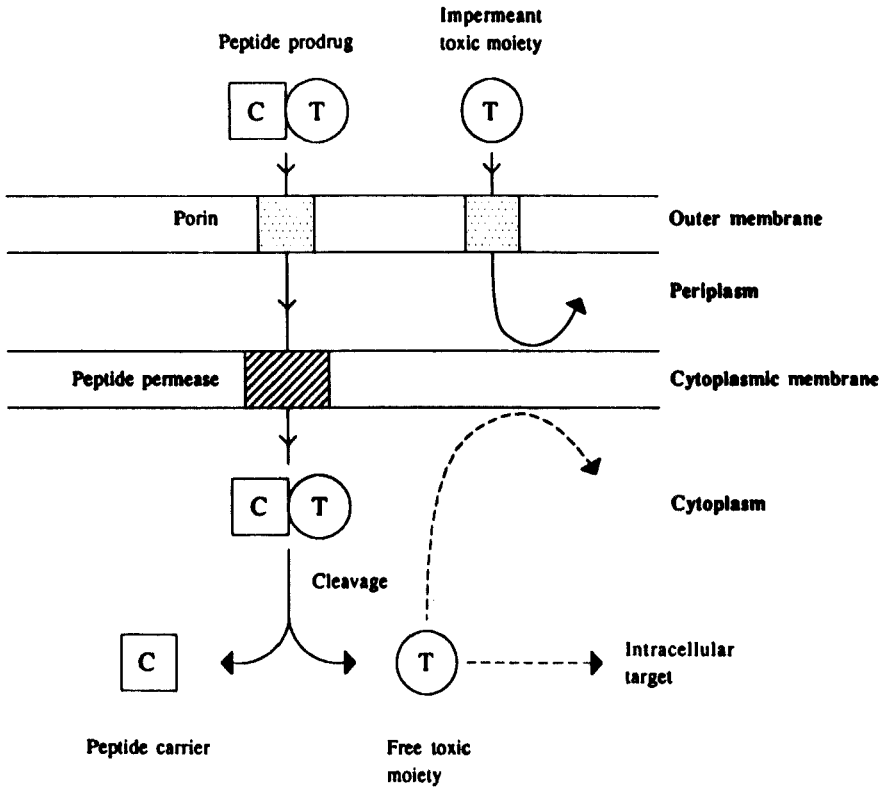 Impermeant
toxic moiety
Peptide prodrug
C T
T
Porin
Outer membrane
Periplasm
Peptide permease
Cytoplasmic membrane
C T
Cytoplasm
Cleavage
C
T
Intracellular
target
Peptide carrier
Free toxic
moiety